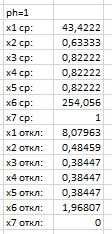 ph=1
x1 ср: 43,4222
x2 ср: 0,63333
x3 ср: 0,82222
x4 ср: 0,82222
x5 ср: 0,82222
x6 ср: 254,056
x7 ср: 1
x1 откл: 8,07963
x2 откл: 0,48459
x3 откл: 0,38447
x4 откл: 0,38447
x5 откл: 0,38447
x6 откл: 1,96807
x7 откл: 0